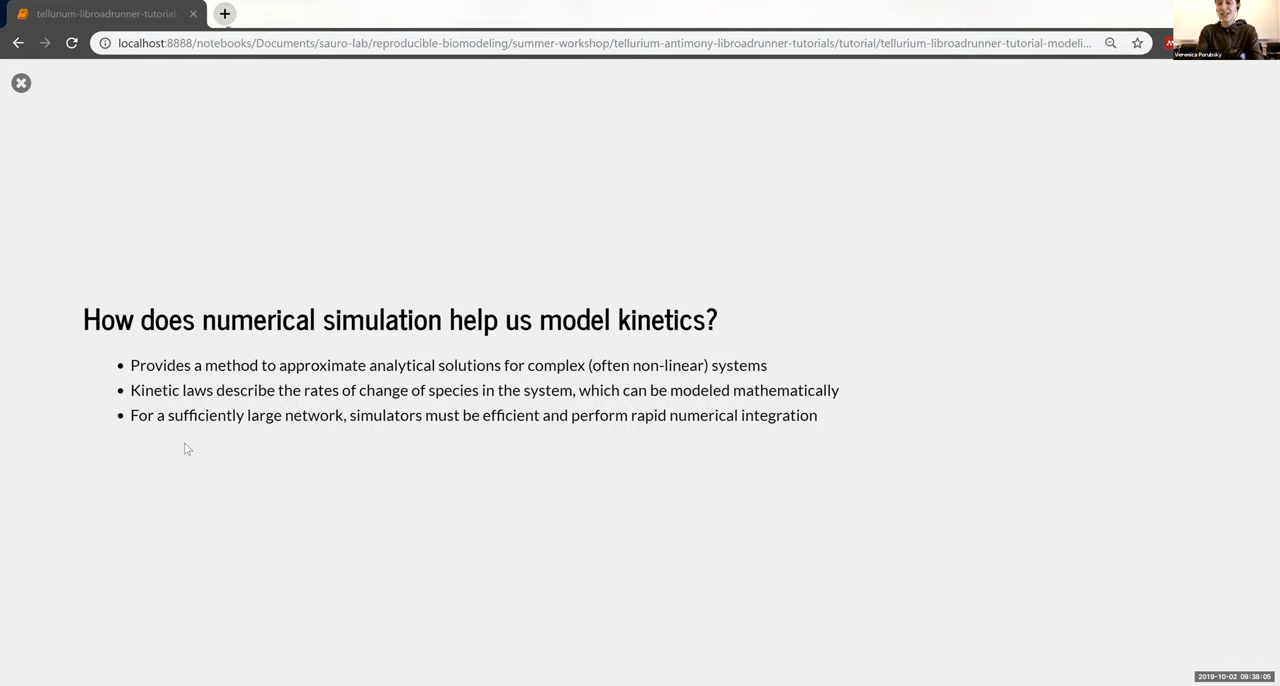 tellurium-libroadrunner-tutorial-
localhost:8888/notebooks/Documents/sauro-lab/reproducible-biomodeling/summer-workshop/tellurium-antimony-libroadrunner-tutorials/tutorial/tellurium-libroadrunner-tutorial-modeli...
Veronica Porubsky
How does numerical simulation help us model kinetics?
• Provides a method to approximate analytical solutions for complex (often non-linear) systems
• Kinetic laws describe the rates of change of species in the system, which can be modeled mathematically
• For a sufficiently large network, simulators must be efficient and perform rapid numerical integration
2019-10-02 09:38:05